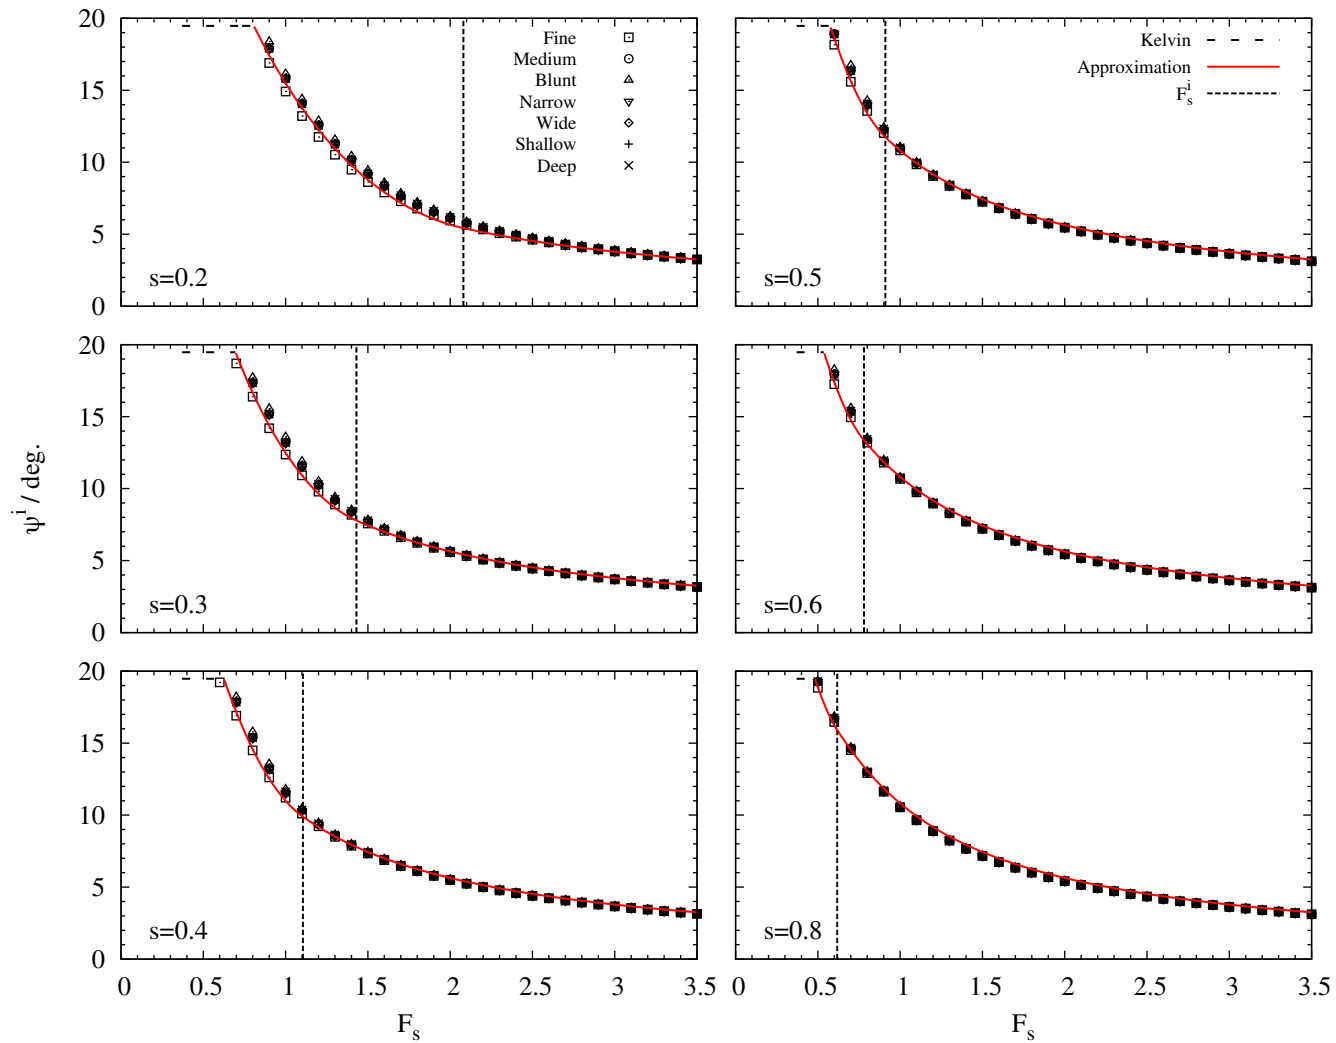 20
15
10
5
0
Fine
Medium
Blunt
Narrow
Wide
Shallow
Deep
s=0.2
Kelvin
Approximation
F_s^i
s=0.5
20
15
10
5
0
s=0.3
s=0.6
ψ^i / deg.
20
15
10
5
0
s=0.4
s=0.8
0 0.5 1 1.5 2 2.5 3 3.5
0 0.5 1 1.5 2 2.5 3 3.5
F_s
F_s